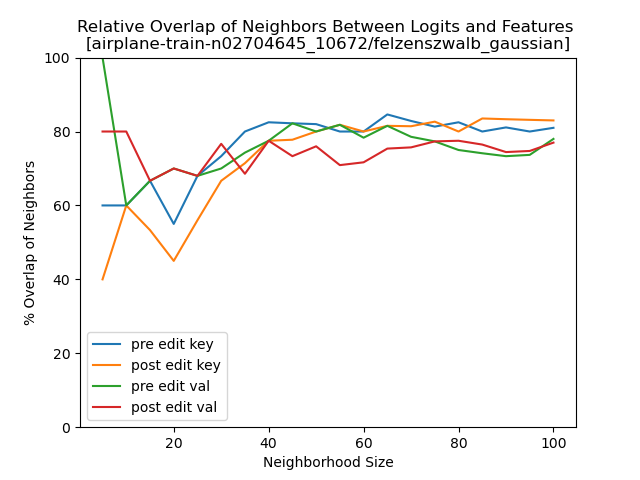 Relative Overlap of Neighbors Between Logits and Features
[airplane-train-n02704645_10672/felzenszwalb_gaussian]
100
80
60
40
20
0
% Overlap of Neighbors
pre edit key
post edit key
pre edit val
post edit val
20 40 60 80 100
Neighborhood Size